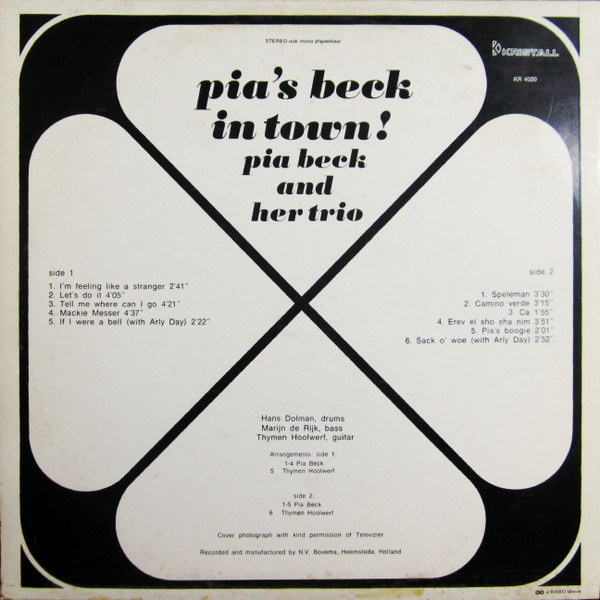 STEREO ook mono afspeelbaar
KRISTALL
KR 4020
pia's beck
in town!
pia beck
and
her trio
side 1
1. I'm feeling like a stranger 2'41"
2. Let's do it 4'05"
3. Tell me where can I go 4'21"
4. Mackie Messer 4'37"
5. If I were a bell (with Arly Day) 2'22"
side 2
1. Speleman 3'30"
2. Camino verde 3'15"
3. Ça 1'55"
4. Erev el sho sha nim 3'51"
5. Pia's boogie 2'01"
6. Sack o' woe (with Arly Day) 2'52"
Hans Dolman, drums
Marijn de Rijk, bass
Thymen Hoolwerf, guitar
Arrangements: side 1:
1-4 Pia Beck
5 Thymen Hoolwerf
side 2:
1-5 Pia Beck
6 Thymen Hoolwerf
Cover photograph with kind permission of Televizier
Recorded and manufactured by N.V. Bovema, Heemstede, Holland